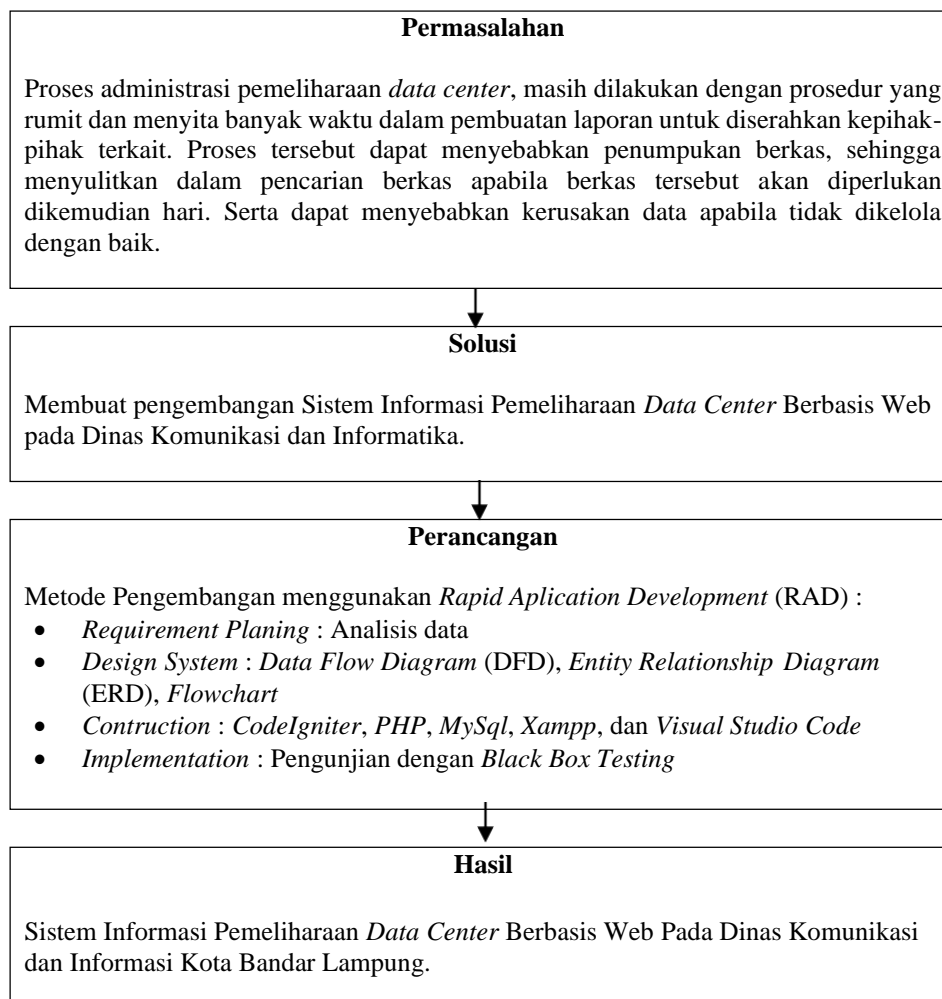 Permasalahan
Proses administrasi pemeliharaan data center, masih dilakukan dengan prosedur yang
rumit dan menyita banyak waktu dalam pembuatan laporan untuk diserahkan kepihak-
pihak terkait. Proses tersebut dapat menyebabkan penumpukan berkas, sehingga
menyulitkan dalam pencarian berkas apabila berkas tersebut akan diperlukan
dikemudian hari. Serta dapat menyebabkan kerusakan data apabila tidak dikelola
dengan baik.
Solusi
Membuat pengembangan Sistem Informasi Pemeliharaan Data Center Berbasis Web
pada Dinas Komunikasi dan Informatika.
Perancangan
Metode Pengembangan menggunakan Rapid Aplication Development (RAD) :
• Requirement Planing : Analisis data
• Design System : Data Flow Diagram (DFD), Entity Relationship Diagram
(ERD), Flowchart
• Contruction : CodeIgniter, PHP, MySql, Xampp, dan Visual Studio Code
• Implementation : Pengunjian dengan Black Box Testing
Hasil
Sistem Informasi Pemeliharaan Data Center Berbasis Web Pada Dinas Komunikasi
dan Informasi Kota Bandar Lampung.